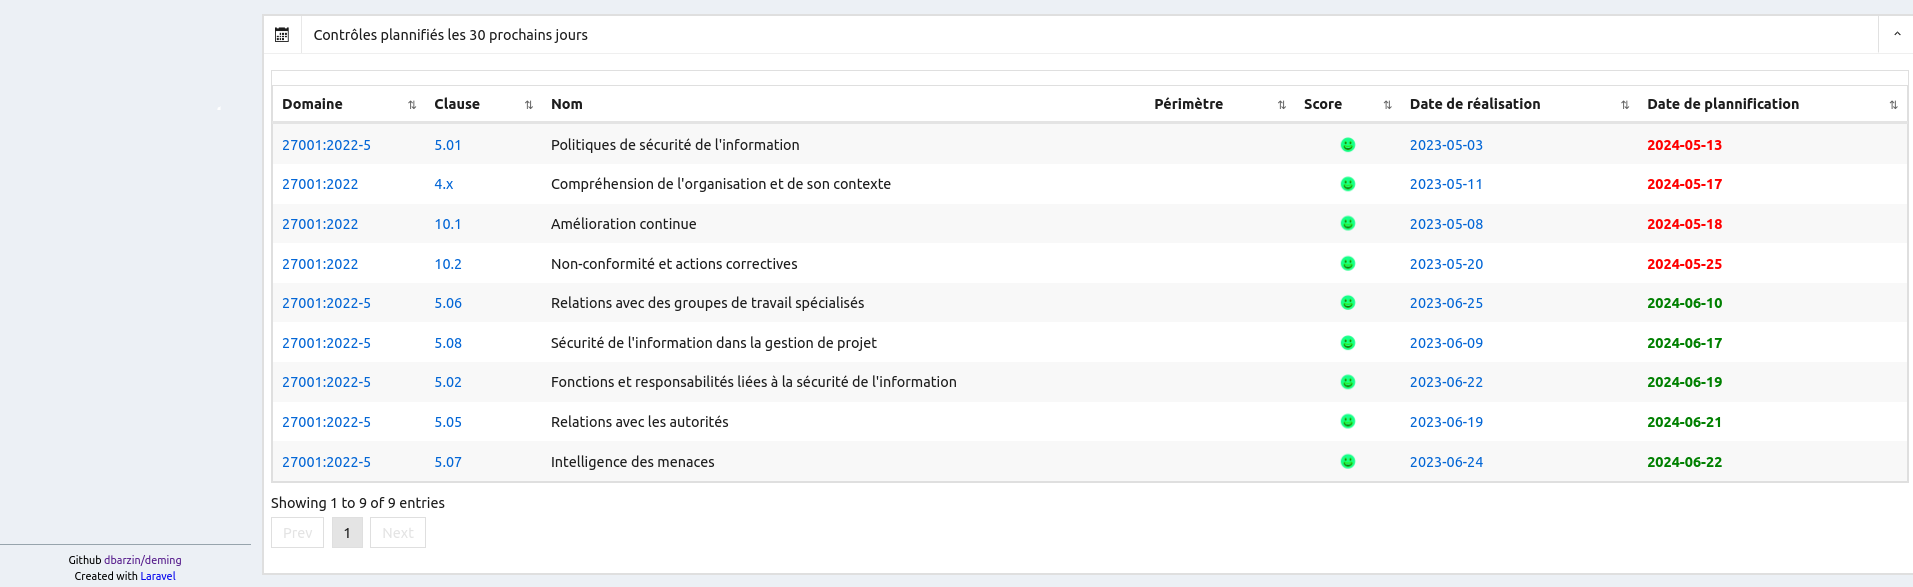 Contrôles plannifiés les 30 prochains jours
Domaine Clause Nom Périmètre Score Date de réalisation Date de plannification
27001:2022-5 5.01 Politiques de sécurité de l'information 2023-05-03 2024-05-13
27001:2022 4.x Compréhension de l'organisation et de son contexte 2023-05-11 2024-05-17
27001:2022 10.1 Amélioration continue 2023-05-08 2024-05-18
27001:2022 10.2 Non-conformité et actions correctives 2023-05-20 2024-05-25
27001:2022-5 5.06 Relations avec des groupes de travail spécialisés 2023-06-25 2024-06-10
27001:2022-5 5.08 Sécurité de l'information dans la gestion de projet 2023-06-09 2024-06-17
27001:2022-5 5.02 Fonctions et responsabilités liées à la sécurité de l'information 2023-06-22 2024-06-19
27001:2022-5 5.05 Relations avec les autorités 2023-06-19 2024-06-21
27001:2022-5 5.07 Intelligence des menaces 2023-06-24 2024-06-22
Showing 1 to 9 of 9 entries
Prev 1 Next
Github dbarzin/deming
Created with Laravel